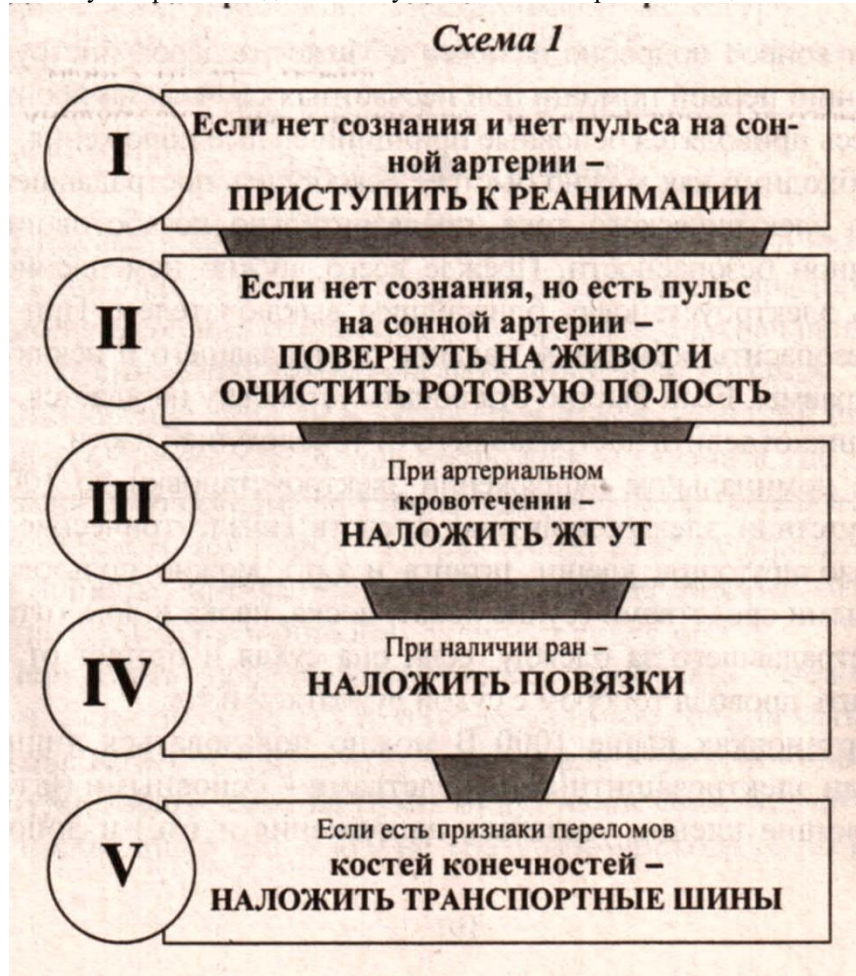 Схема 1
I
Если нет сознания и нет пульса на сон-
ной артерии –
ПРИСТУПИТЬ К РЕАНИМАЦИИ
II
Если нет сознания, но есть пульс
на сонной артерии –
ПОВЕРНУТЬ НА ЖИВОТ И
ОЧИСТИТЬ РОТОВУЮ ПОЛОСТЬ
III
При артериальном
кровотечении –
НАЛОЖИТЬ ЖГУТ
IV
При наличии ран –
НАЛОЖИТЬ ПОВЯЗКИ
V
Если есть признаки переломов
костей конечностей –
НАЛОЖИТЬ ТРАНСПОРТНЫЕ ШИНЫ